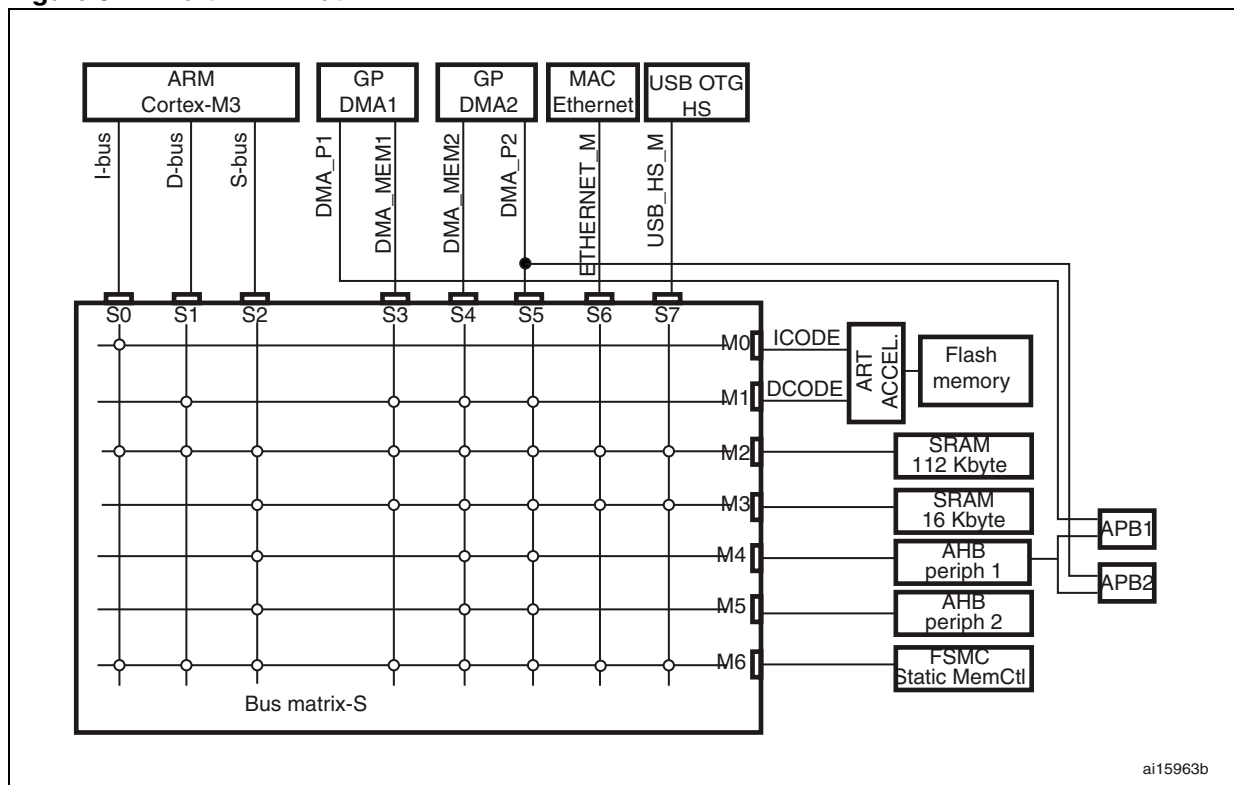 ARM
Cortex-M3
GP
DMA1
GP
DMA2
MAC
Ethernet
USB OTG
HS
I-bus
D-bus
S-bus
DMA_P1
DMA_MEM1
DMA_MEM2
DMA_P2
ETHERNET_M
USB_HS_M
S0 S1 S2 S3 S4 S5 S6 S7
M0
ICODE
M1
DCODE
ART
ACCEL.
Flash
memory
M2
SRAM
112 Kbyte
M3
SRAM
16 Kbyte
M4
AHB
periph 1
M5
AHB
periph 2
M6
FSMC
Static MemCtl
APB1
APB2
Bus matrix-S
ai15963b